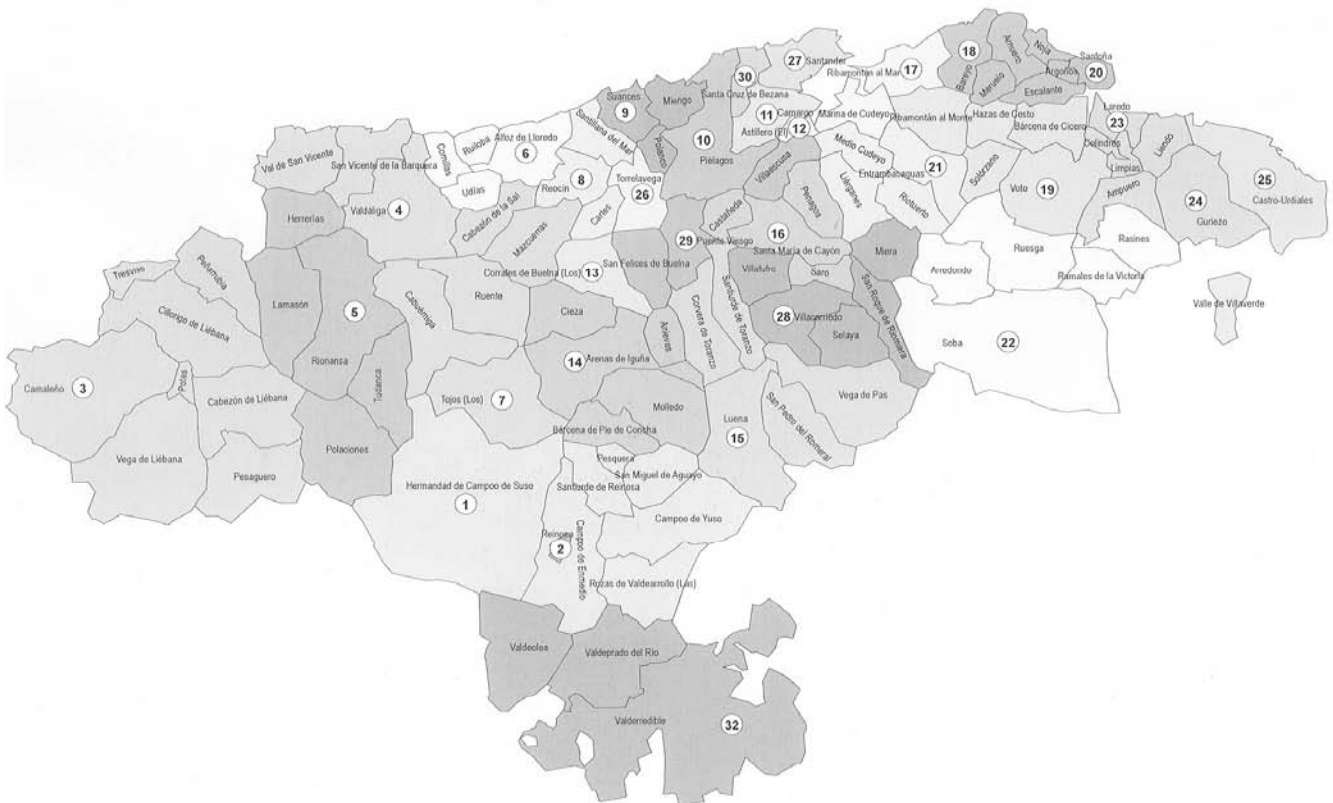 27
Santander
18
Bareyo
Arnuero
Noja
Santoña
20
Ribamontán al Mar
17
30
Santa Cruz de Bezana
Meruelo
Argoños
Escalante
Suances
9
Miengo
11
Camargo
Astillero (El)
12
Marina de Cudeyo
Ribamontán al Monte
Hazas de Cesto
Bárcena de Cicero
Laredo
23
Colindres
Liendo
Santillana del Mar
Polanco
10
Piélagos
Alfoz de Lloredo
6
Ruiloba
Comillas
Val de San Vicente
San Vicente de la Barquera
Udías
8
Reocín
Torrelavega
26
Villaescusa
Medio Cudeyo
Entrambasaguas
21
Solórzano
Voto
19
Limpias
Ampuero
24
Guriezo
25
Castro-Urdiales
Herrerías
Valdáliga
4
Cabezón de la Sal
Mazcuerras
Cartes
Castañeda
Penagos
Liérganes
Riotuerto
29
Puente Viesgo
16
Santa María de Cayón
Miera
Ruesga
Rasines
Arredondo
Ramales de la Victoria
Valle de Villaverde
Tresviso
Peñarrubia
Corrales de Buelna (Los)
13
San Felices de Buelna
Villafufre
Saro
San Roque de Riomiera
Lamasón
5
Cabuérniga
Ruente
Cieza
Anievas
Corvera de Toranzo
Santiurde de Toranzo
28
Villacarriedo
Selaya
Soba
22
Cillorigo de Liébana
Rionansa
Tudanca
14
Arenas de Iguña
Camaleño
3
Potes
Cabezón de Liébana
Tojos (Los)
7
Molledo
Luena
15
San Pedro del Romeral
Vega de Pas
Bárcena de Pie de Concha
Vega de Liébana
Pesaguero
Polaciones
Pesquera
San Miguel de Aguayo
Santiurde de Reinosa
Hermandad de Campoo de Suso
1
Campoo de Yuso
Reinosa
2
Campoo de Enmedio
Rozas de Valdearroyo (Las)
Valdeolea
Valdeprado del Río
Valderredible
32